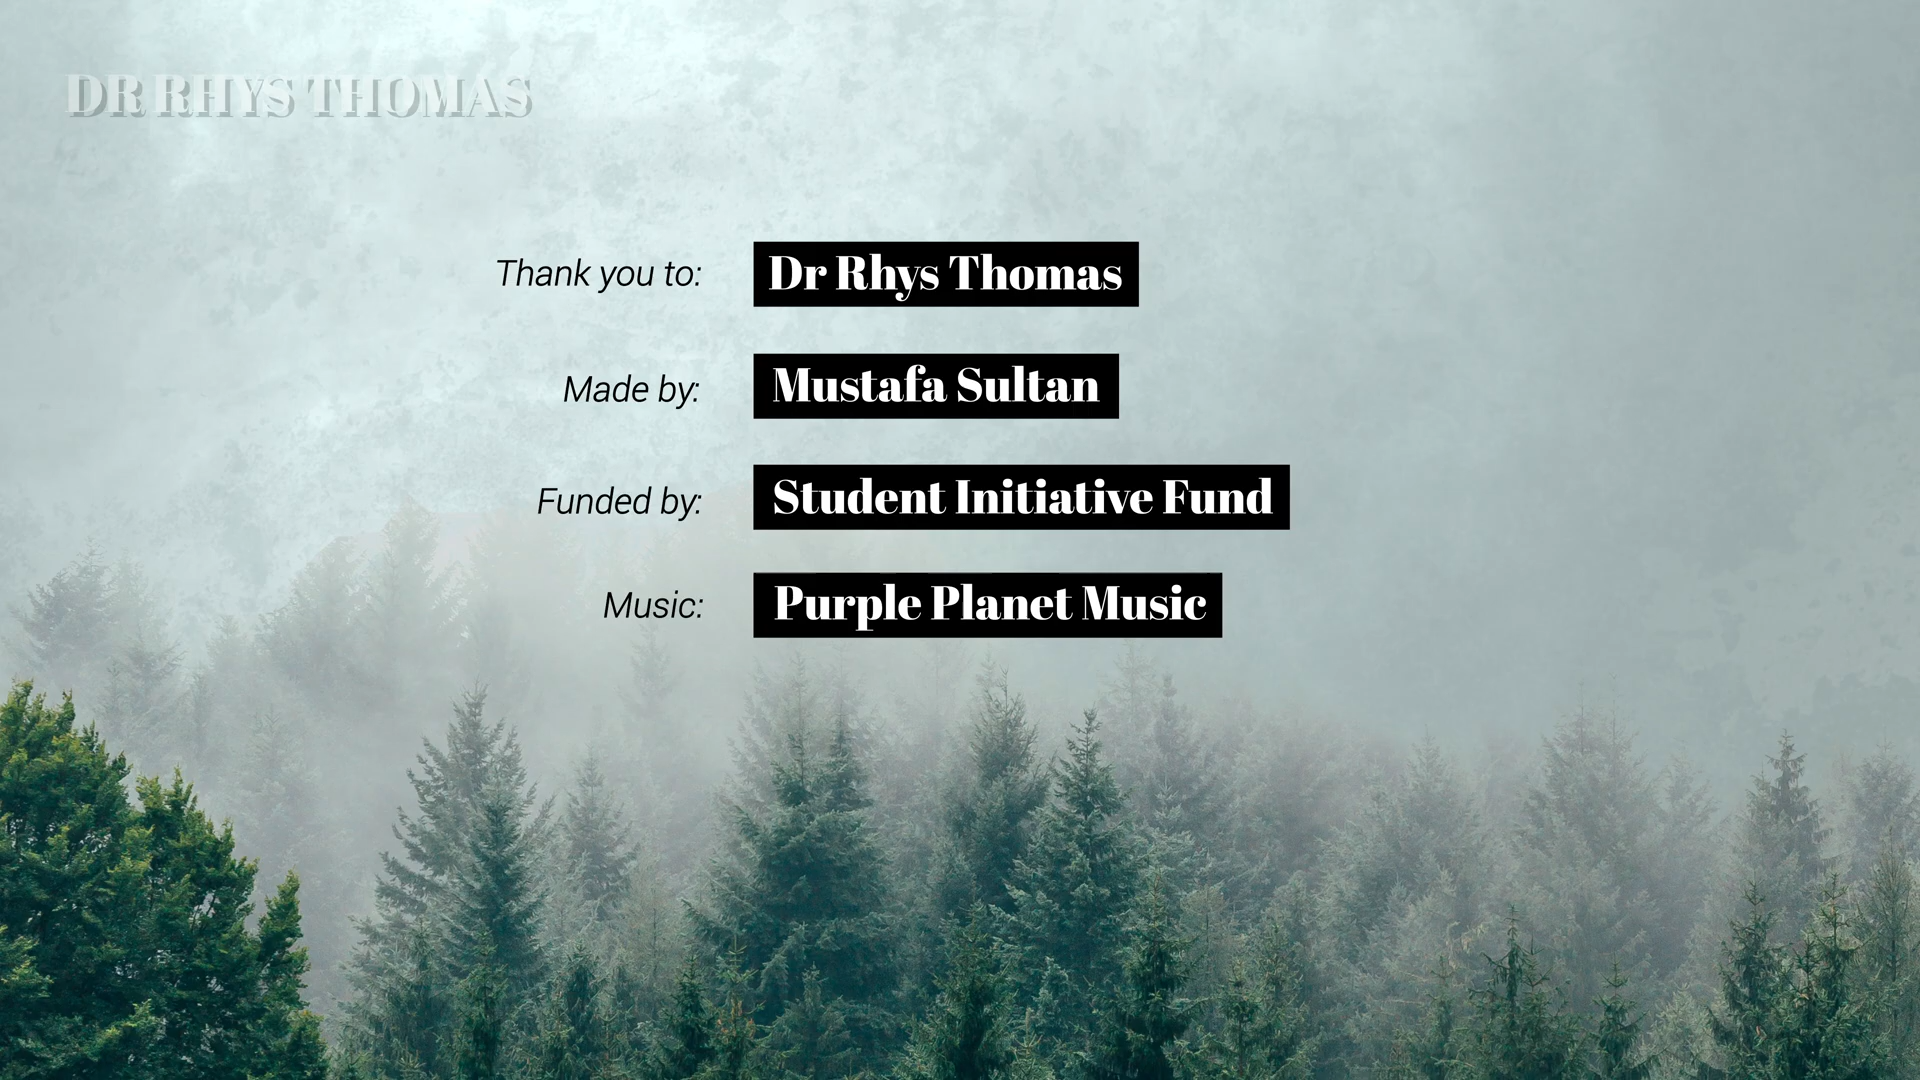 DR RHYS THOMAS
Thank you to: Dr Rhys Thomas
Made by: Mustafa Sultan
Funded by: Student Initiative Fund
Music: Purple Planet Music